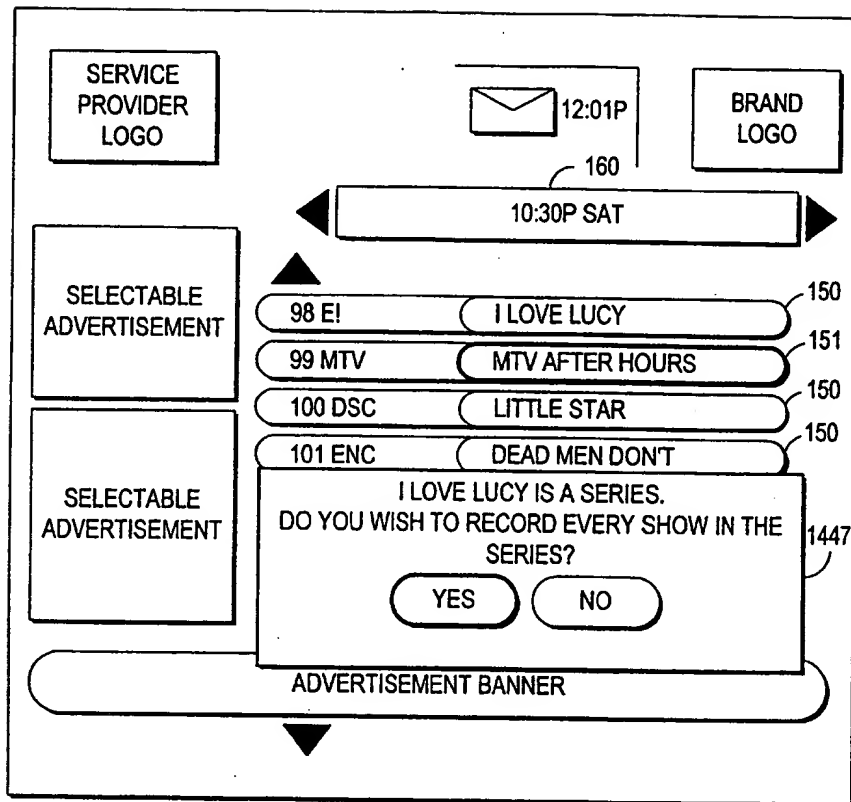 SERVICE
PROVIDER
LOGO
12:01P
BRAND
LOGO
160
10:30P SAT
SELECTABLE
ADVERTISEMENT
98 E! I LOVE LUCY 150
99 MTV MTV AFTER HOURS 151
100 DSC LITTLE STAR 150
101 ENC DEAD MEN DON'T 150
SELECTABLE
ADVERTISEMENT
I LOVE LUCY IS A SERIES.
DO YOU WISH TO RECORD EVERY SHOW IN THE
SERIES?
1447
YES NO
ADVERTISEMENT BANNER